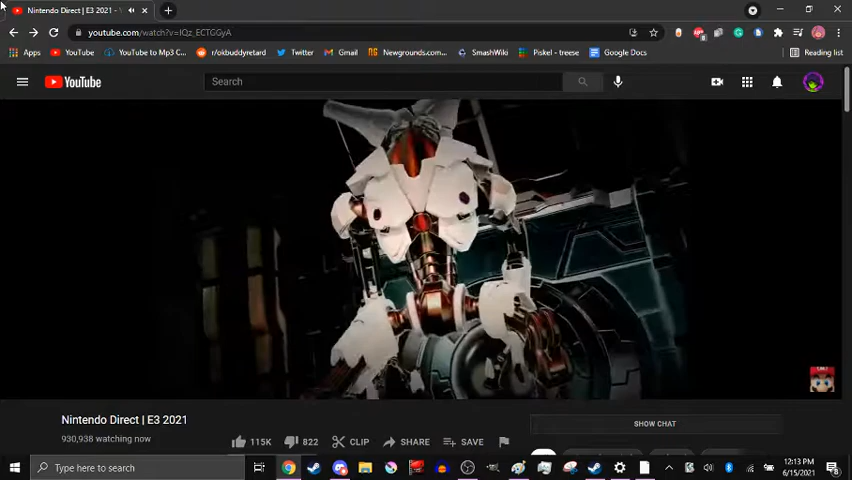 Nintendo Direct | E3 2021 -
youtube.com/watch?v=lQz_ECTGGyA
Apps
YouTube
YouTube to Mp3 C...
r/okbuddyretard
Twitter
Gmail
Newgrounds.com...
SmashWiki
Piskel - treese
Google Docs
Reading list
YouTube
Search
Nintendo Direct | E3 2021
930,938 watching now
115K
822
CLIP
SHARE
SAVE
SHOW CHAT
Type here to search
12:13 PM
6/15/2021